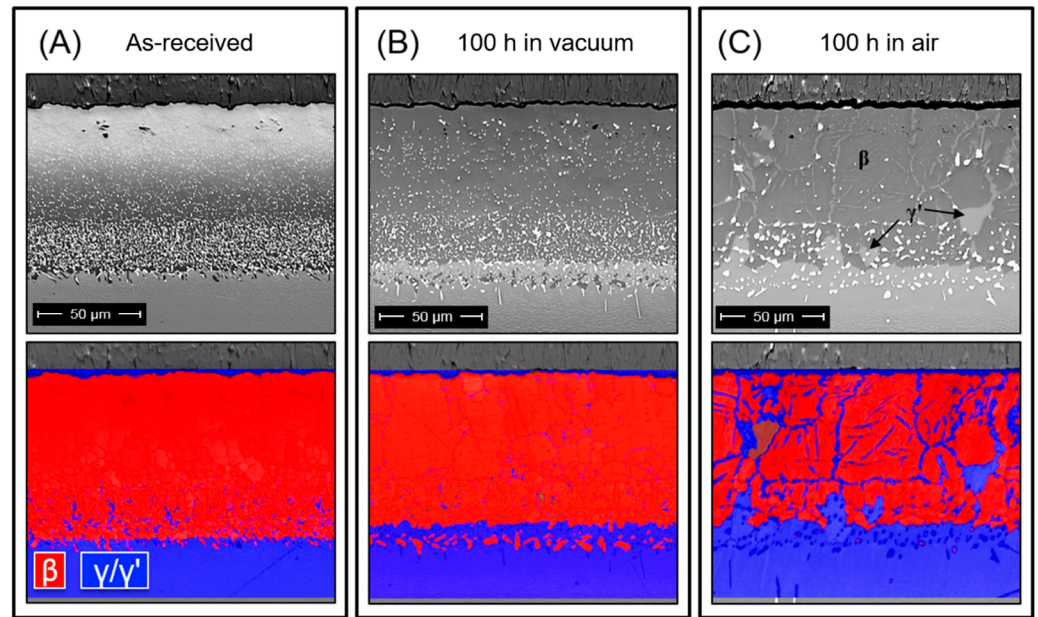 (A) As-received
50 µm
β
γ/γ'
(B) 100 h in vacuum
50 µm
(C) 100 h in air
β
γ'
50 µm